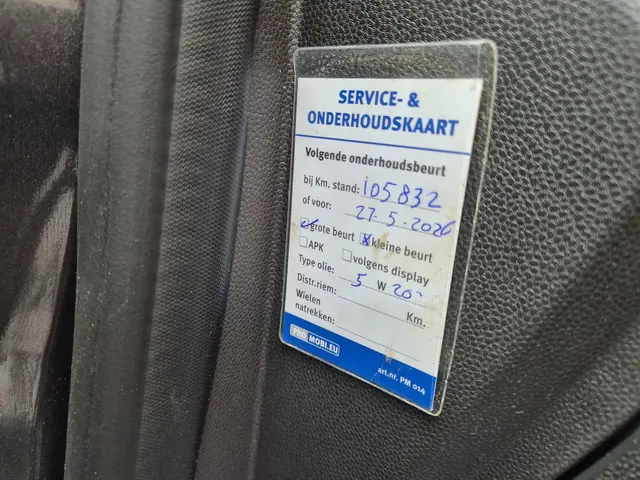 SERVICE- &
ONDERHOUDSKAART
Volgende onderhoudsbeurt
bij Km. stand: 105832
of voor: 27-5-2026
grote beurt kleine beurt
APK volgens display
Type olie: 5 W 20
Distr.riem: Km.
Wielen
natrekken:
PRO MOBI.EU
art.nr. PM 014